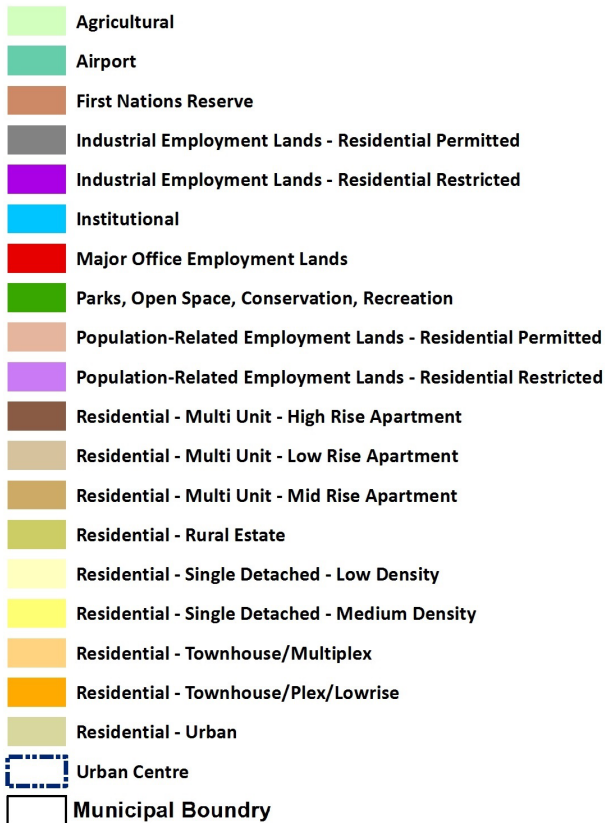 Agricultural
Airport
First Nations Reserve
Industrial Employment Lands - Residential Permitted
Industrial Employment Lands - Residential Restricted
Institutional
Major Office Employment Lands
Parks, Open Space, Conservation, Recreation
Population-Related Employment Lands - Residential Permitted
Population-Related Employment Lands - Residential Restricted
Residential - Multi Unit - High Rise Apartment
Residential - Multi Unit - Low Rise Apartment
Residential - Multi Unit - Mid Rise Apartment
Residential - Rural Estate
Residential - Single Detached - Low Density
Residential - Single Detached - Medium Density
Residential - Townhouse/Multiplex
Residential - Townhouse/Plex/Lowrise
Residential - Urban
Urban Centre
Municipal Boundry